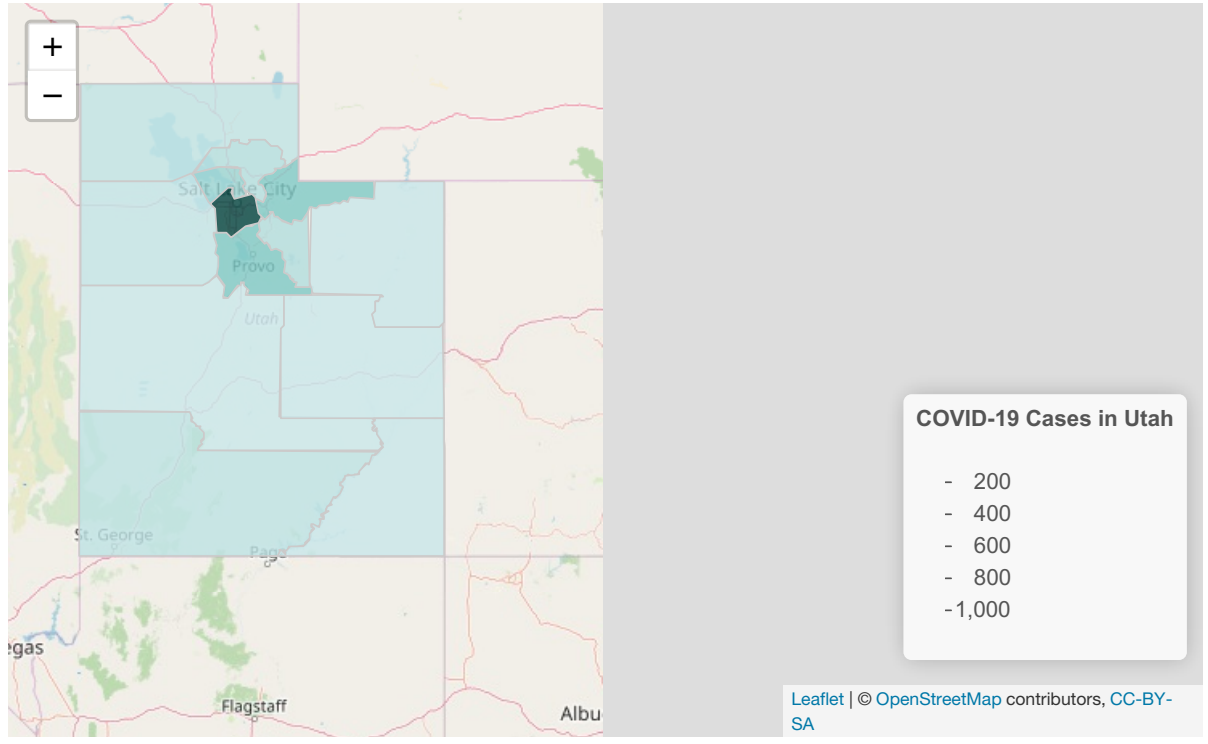 +
−
Salt Lake City
Provo
Utah
St. George
Page
egas
Flagstaff
Albu
COVID-19 Cases in Utah
- 200
- 400
- 600
- 800
-1,000
Leaflet | © OpenStreetMap contributors, CC-BY-
SA